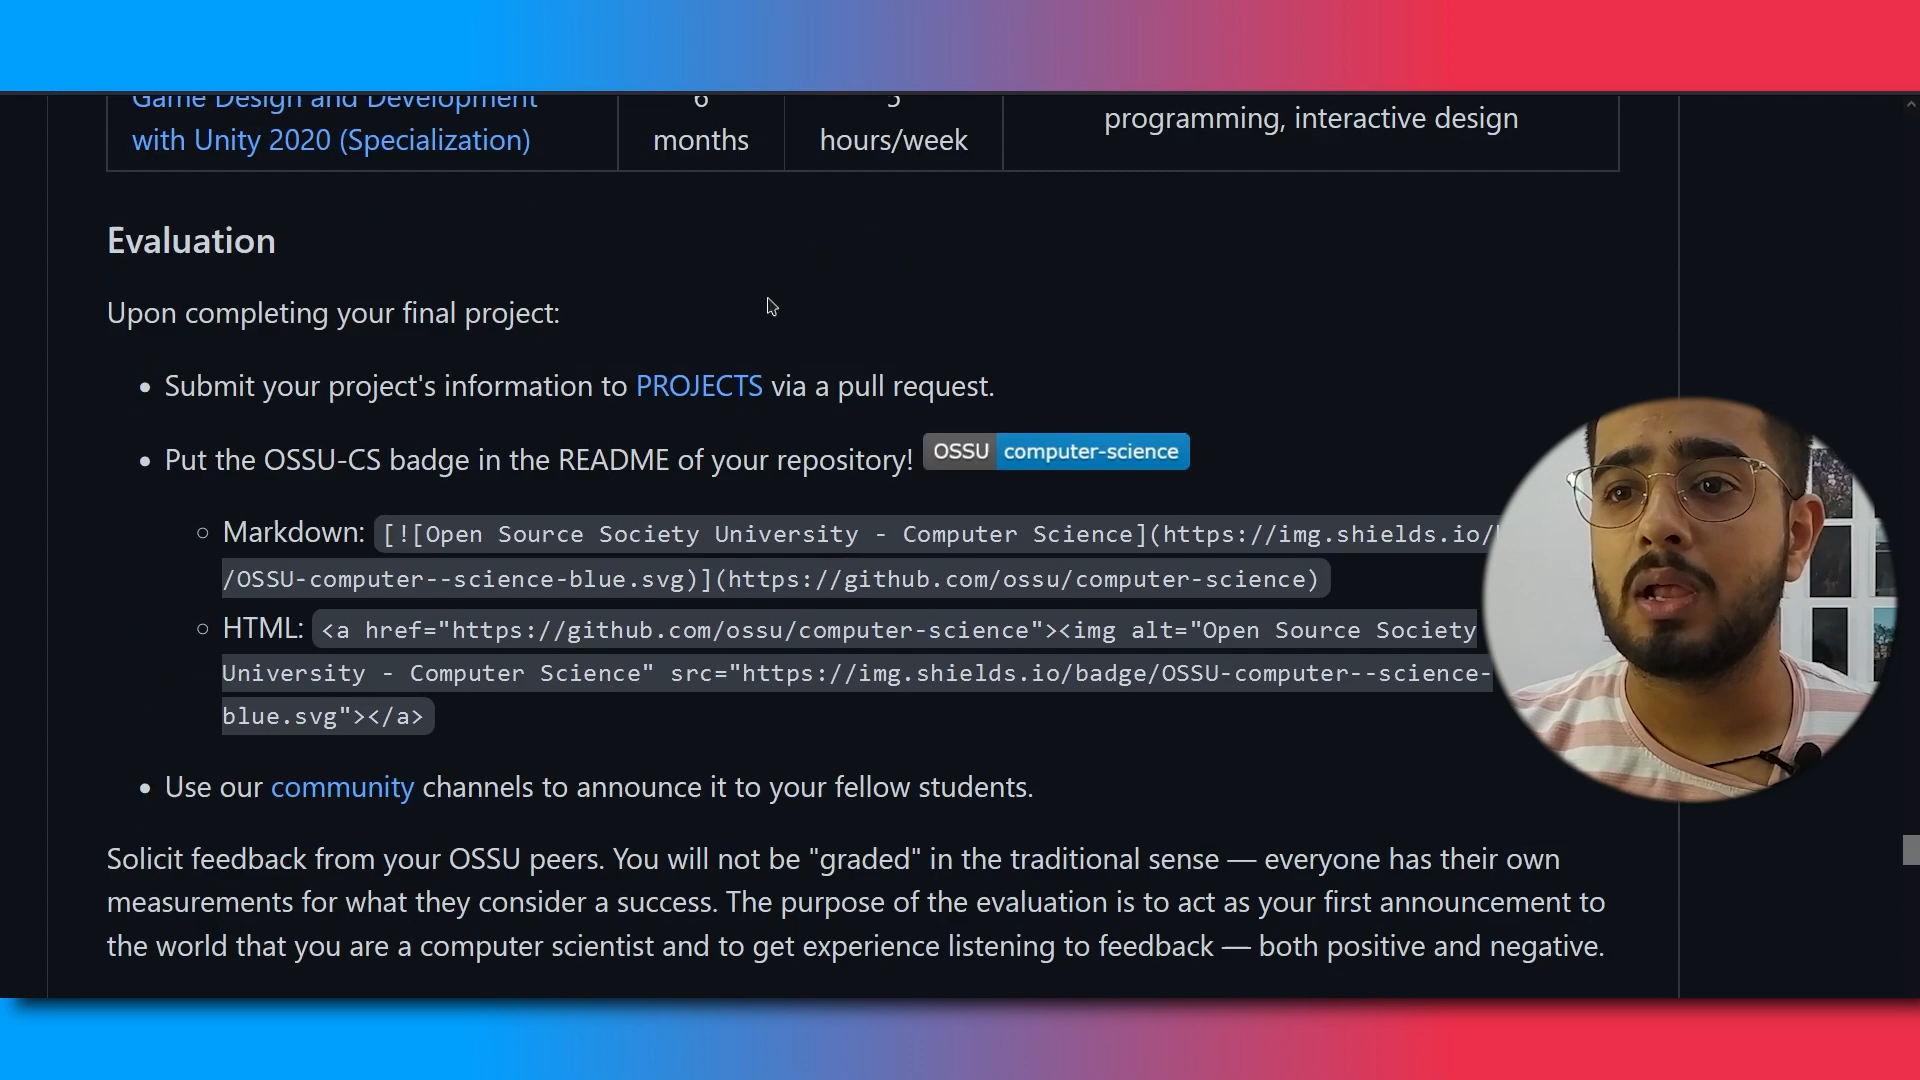 Game Design and Development
with Unity 2020 (Specialization)
6
months
5
hours/week
programming, interactive design
Evaluation
Upon completing your final project:
Submit your project's information to PROJECTS via a pull request.
Put the OSSU-CS badge in the README of your repository! OSSU computer-science
Markdown: [![Open Source Society University - Computer Science](https://img.shields.io/
/OSSU-computer--science-blue.svg)](https://github.com/ossu/computer-science)
HTML: <a href="https://github.com/ossu/computer-science"><img alt="Open Source Society
University - Computer Science" src="https://img.shields.io/badge/OSSU-computer--science-
blue.svg"></a>
Use our community channels to announce it to your fellow students.
Solicit feedback from your OSSU peers. You will not be "graded" in the traditional sense — everyone has their own
measurements for what they consider a success. The purpose of the evaluation is to act as your first announcement to
the world that you are a computer scientist and to get experience listening to feedback — both positive and negative.